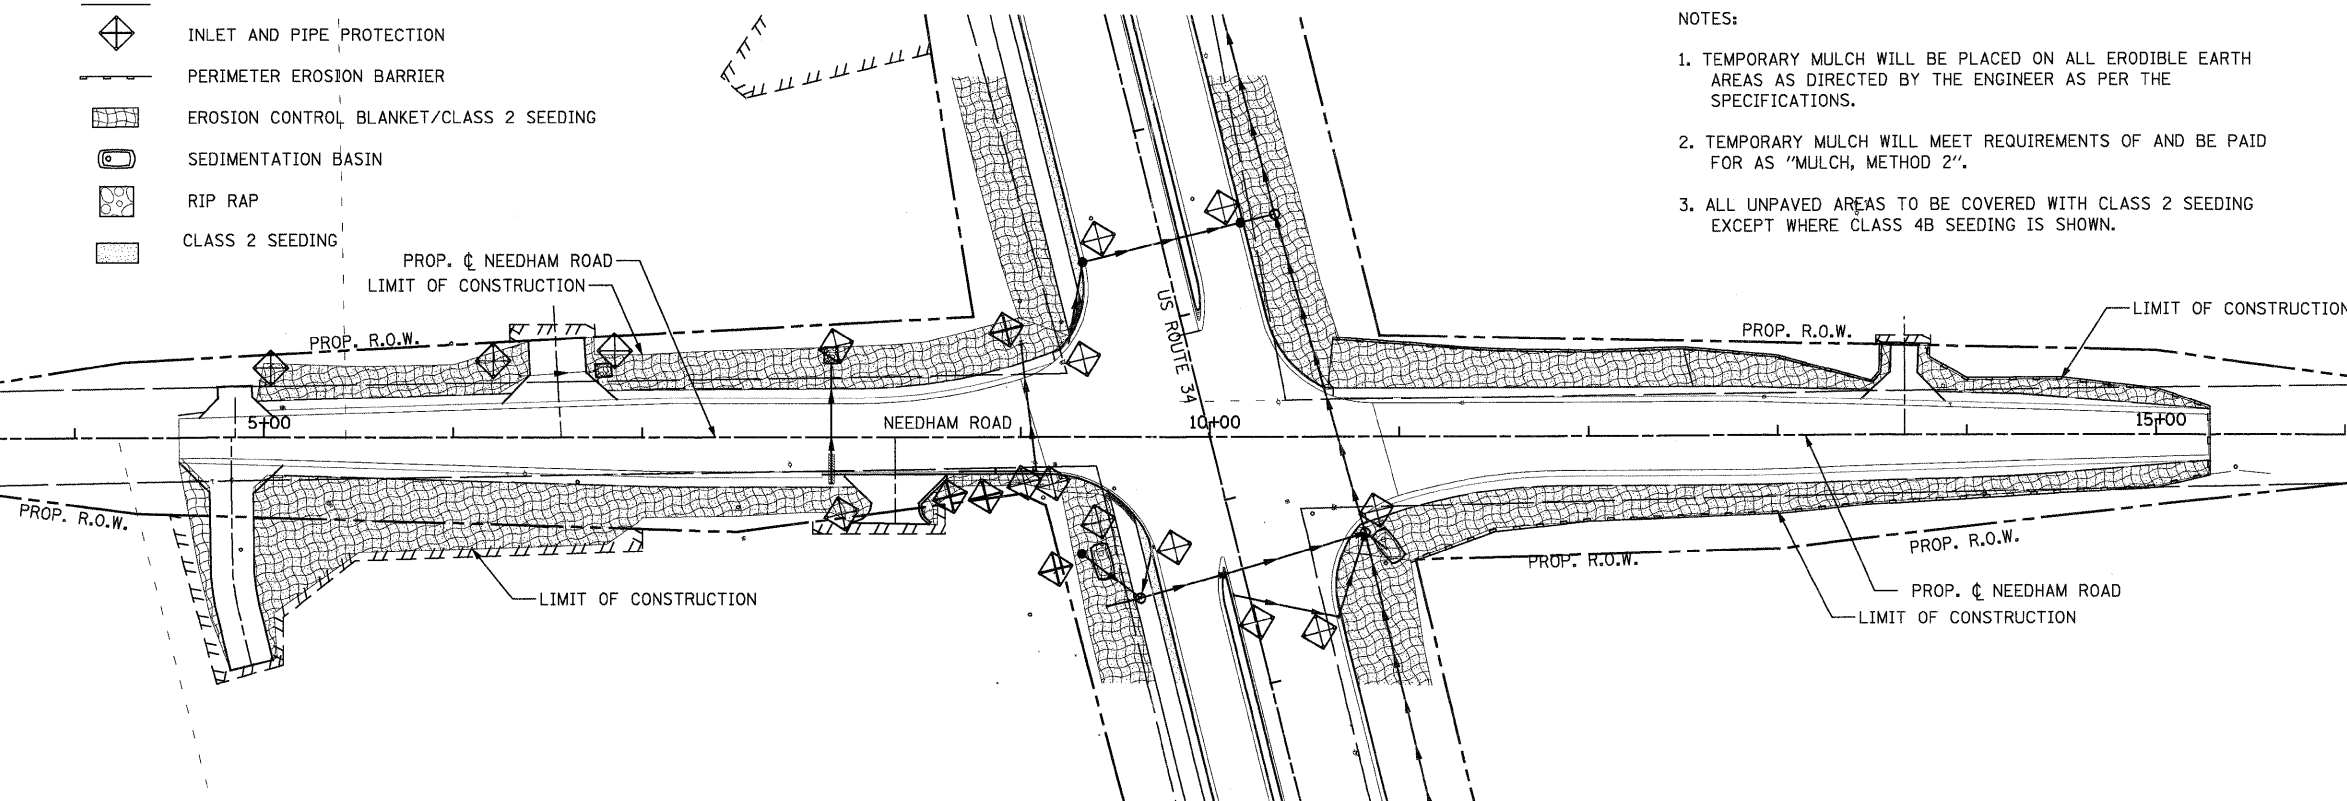 INLET AND PIPE PROTECTION
PERIMETER EROSION BARRIER
EROSION CONTROL BLANKET/CLASS 2 SEEDING
SEDIMENTATION BASIN
RIP RAP
CLASS 2 SEEDING
NOTES:
1. TEMPORARY MULCH WILL BE PLACED ON ALL ERODIBLE EARTH
AREAS AS DIRECTED BY THE ENGINEER AS PER THE
SPECIFICATIONS.
2. TEMPORARY MULCH WILL MEET REQUIREMENTS OF AND BE PAID
FOR AS "MULCH, METHOD 2".
3. ALL UNPAVED AREAS TO BE COVERED WITH CLASS 2 SEEDING
EXCEPT WHERE CLASS 4B SEEDING IS SHOWN.
PROP. ℄ NEEDHAM ROAD
LIMIT OF CONSTRUCTION
PROP. R.O.W.
US ROUTE 34
PROP. R.O.W.
LIMIT OF CONSTRUCTION
5+00
NEEDHAM ROAD
10+00
15+00
PROP. R.O.W.
PROP. R.O.W.
PROP. R.O.W.
LIMIT OF CONSTRUCTION
PROP. ℄ NEEDHAM ROAD
LIMIT OF CONSTRUCTION